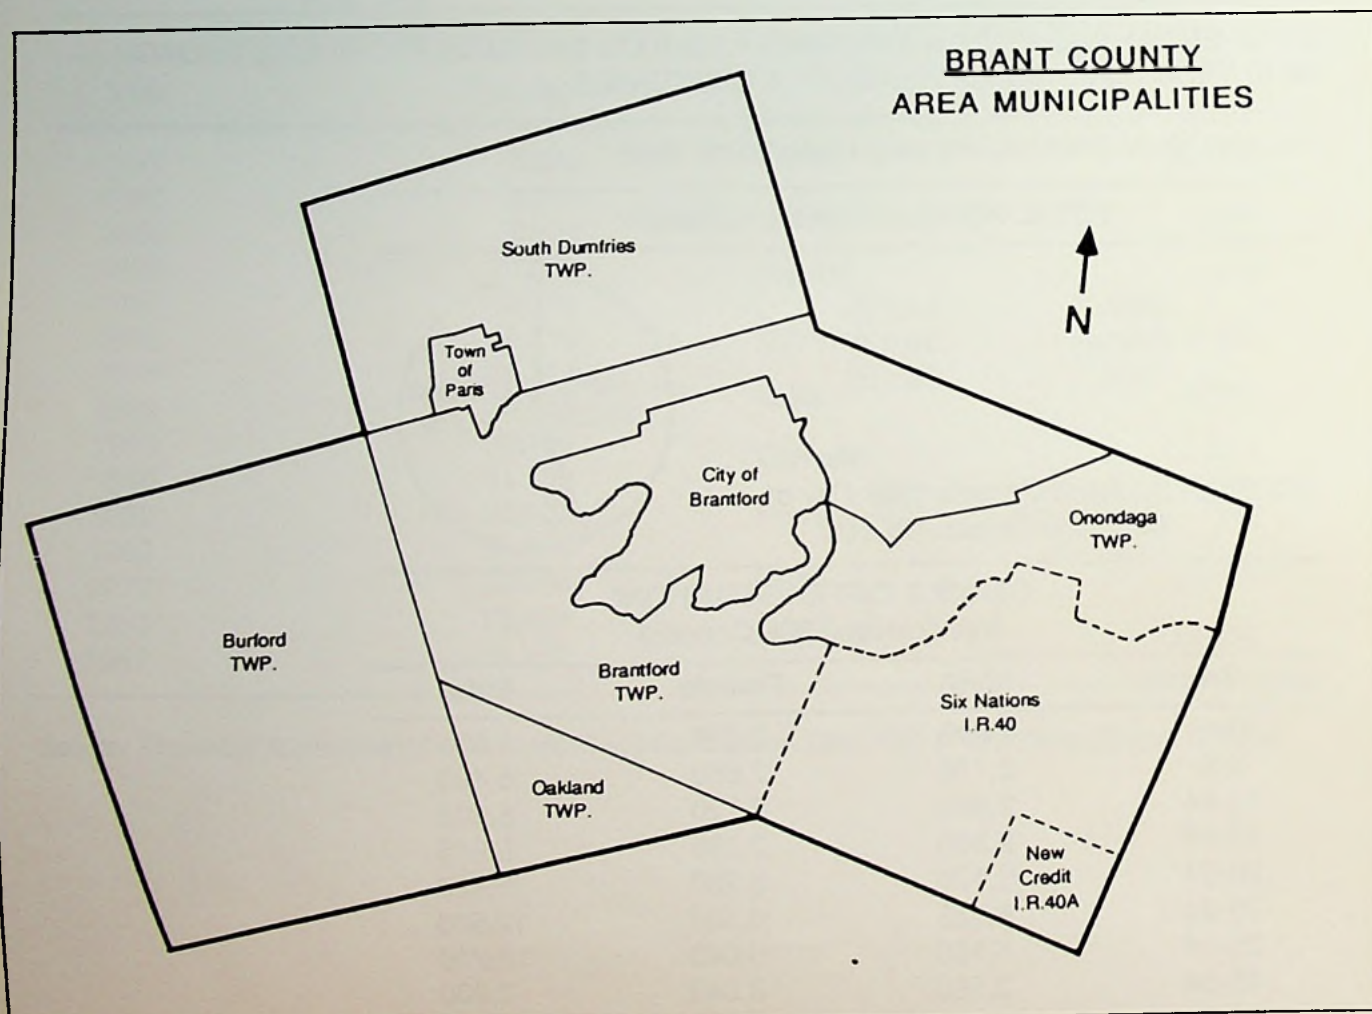 BRANT COUNTY
AREA MUNICIPALITIES
South Dumfries
TWP.
N
Town
of
Paris
City of
Brantford
Onondaga
TWP.
Burford
TWP.
Brantford
TWP.
Six Nations
I.R.40
Oakland
TWP.
New
Credit
I.R.40A